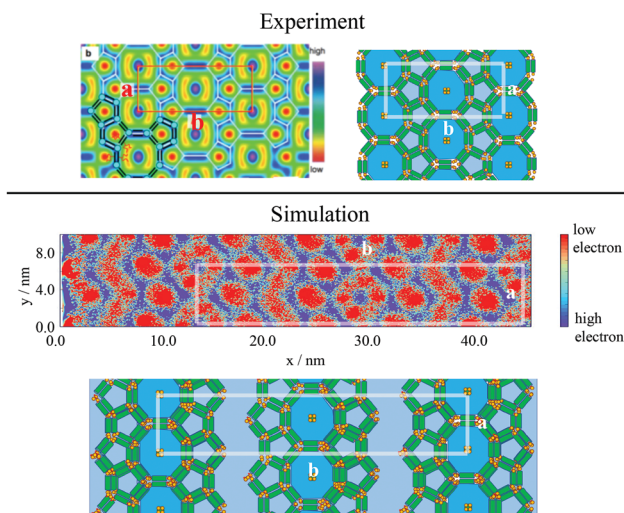 Experiment
b
high
a
b
low
a
b
Simulation
8.0
4.0
0.0
y / nm
b
a
0.0
10.0
20.0
30.0
40.0
x / nm
low
electron
high
electron
a
b